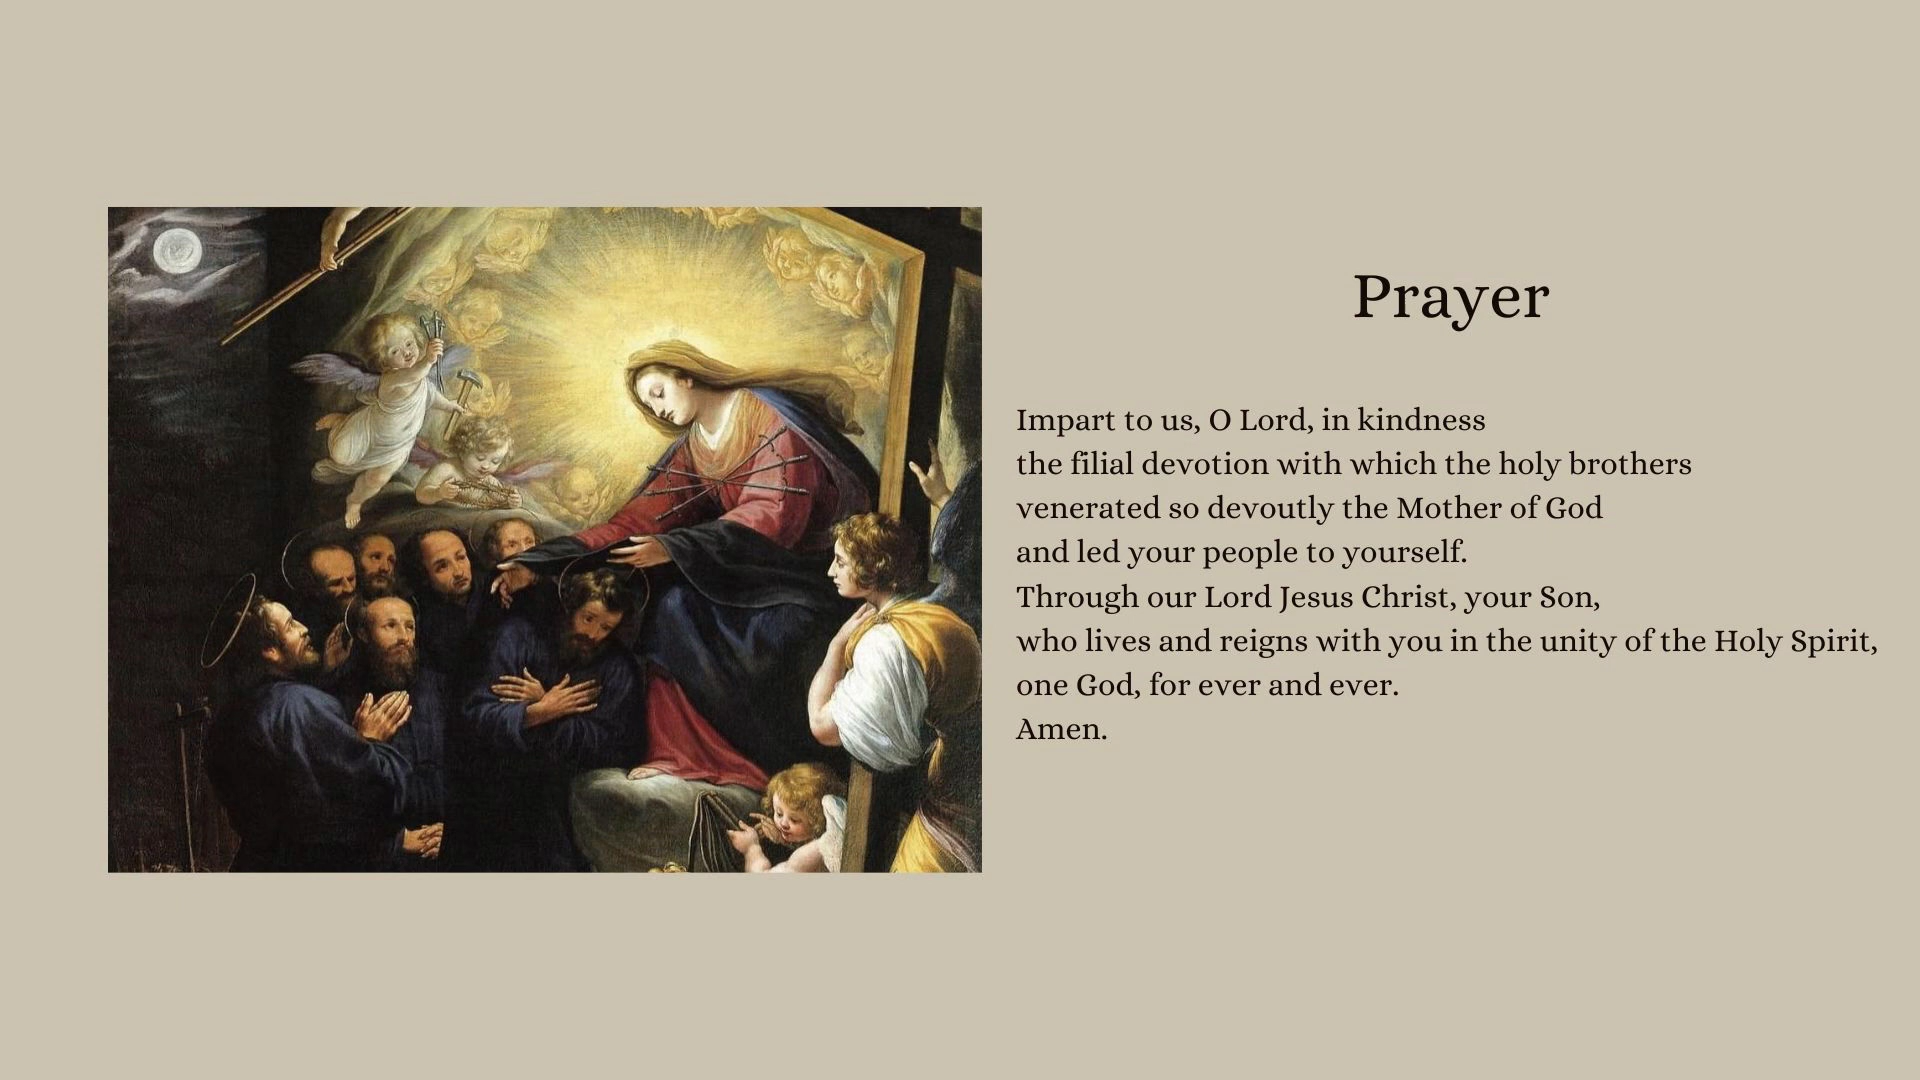 Prayer
Impart to us, O Lord, in kindness
the filial devotion with which the holy brothers
venerated so devoutly the Mother of God
and led your people to yourself.
Through our Lord Jesus Christ, your Son,
who lives and reigns with you in the unity of the Holy Spirit,
one God, for ever and ever.
Amen.